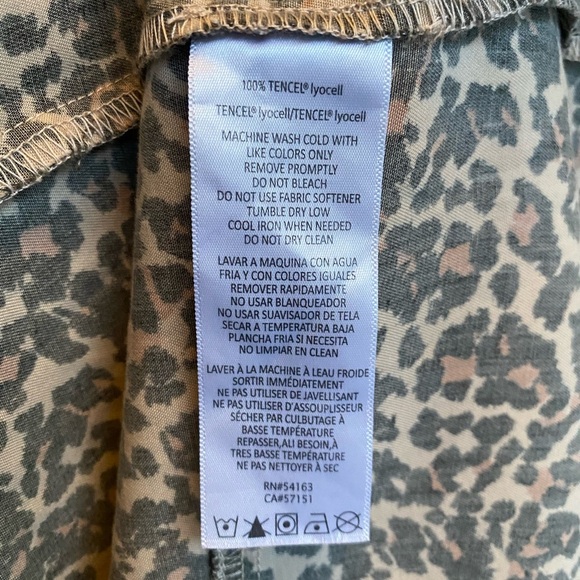 100% TENCEL® lyocell
TENCEL® lyocell/TENCEL® lyocell
MACHINE WASH COLD WITH
LIKE COLORS ONLY
REMOVE PROMPTLY
DO NOT BLEACH
DO NOT USE FABRIC SOFTENER
TUMBLE DRY LOW
COOL IRON WHEN NEEDED
DO NOT DRY CLEAN
LAVAR A MAQUINA CON AGUA
FRIA Y CON COLORES IGUALES
REMOVER RAPIDAMENTE
NO USAR BLANQUEADOR
NO USAR SUAVISADOR DE TELA
SECAR A TEMPERATURA BAJA
PLANCHA FRIA SI NECESITA
NO LIMPIAR EN CLEAN
LAVER À LA MACHINE À LEAU FROIDE
SORTIR IMMÉDIATEMENT
NE PAS UTILISER DE JAVELLISANT
NE PAS UTILISER D'ASSOUPLISSEUR
SÉCHER PAR CULBUTAGE À
BASSE TEMPÉRATURE
REPASSER,ALI BESOIN,À
TRES BASSE TEMPÉRATURE
NE PAS NETTOYER À SEC
RN#54163
CA#57151